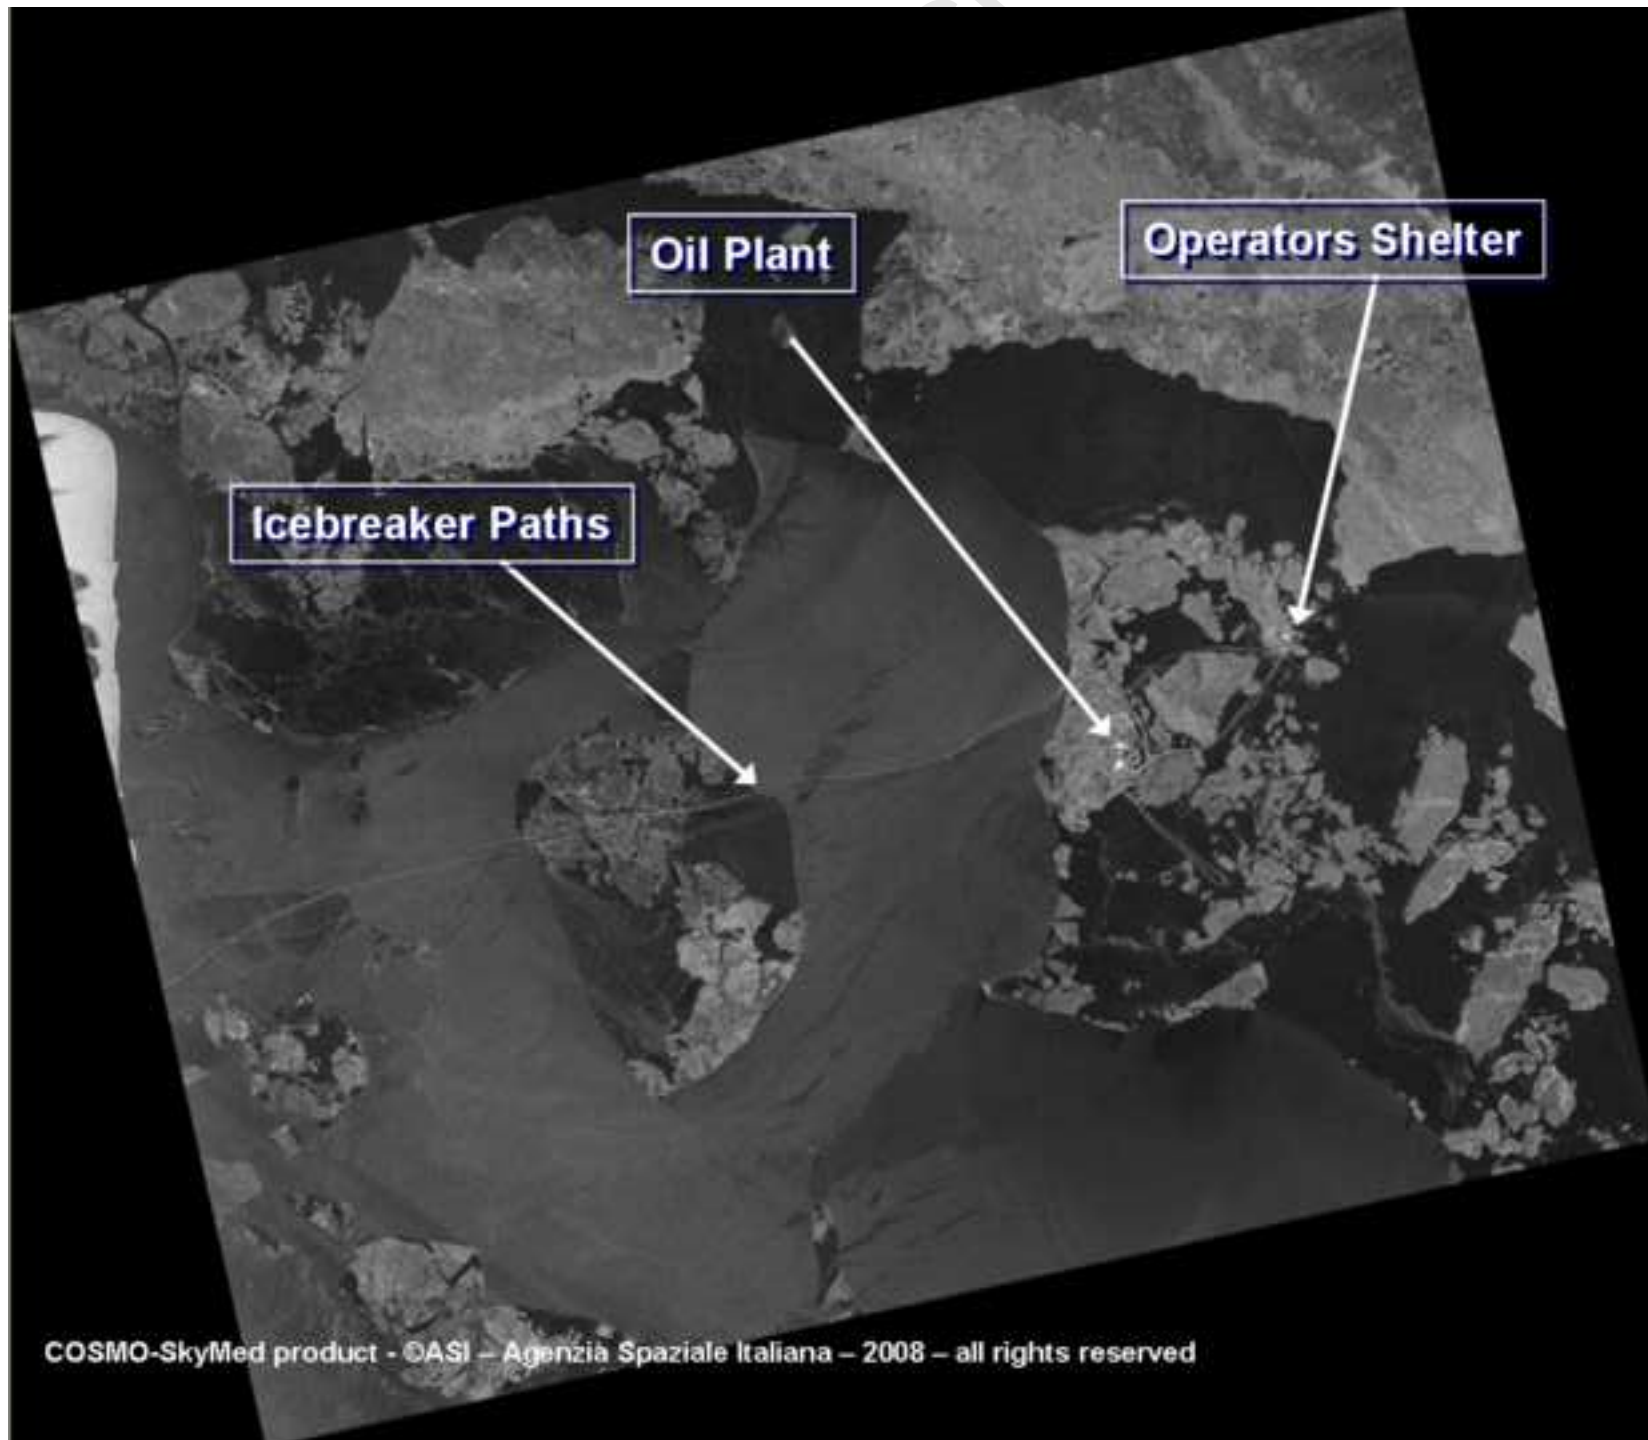 Operators Shelter
Oil Plant
Icebreaker Paths
COSMO-SkyMed product - ©ASI – Agenzia Spaziale Italiana – 2008 – all rights reserved